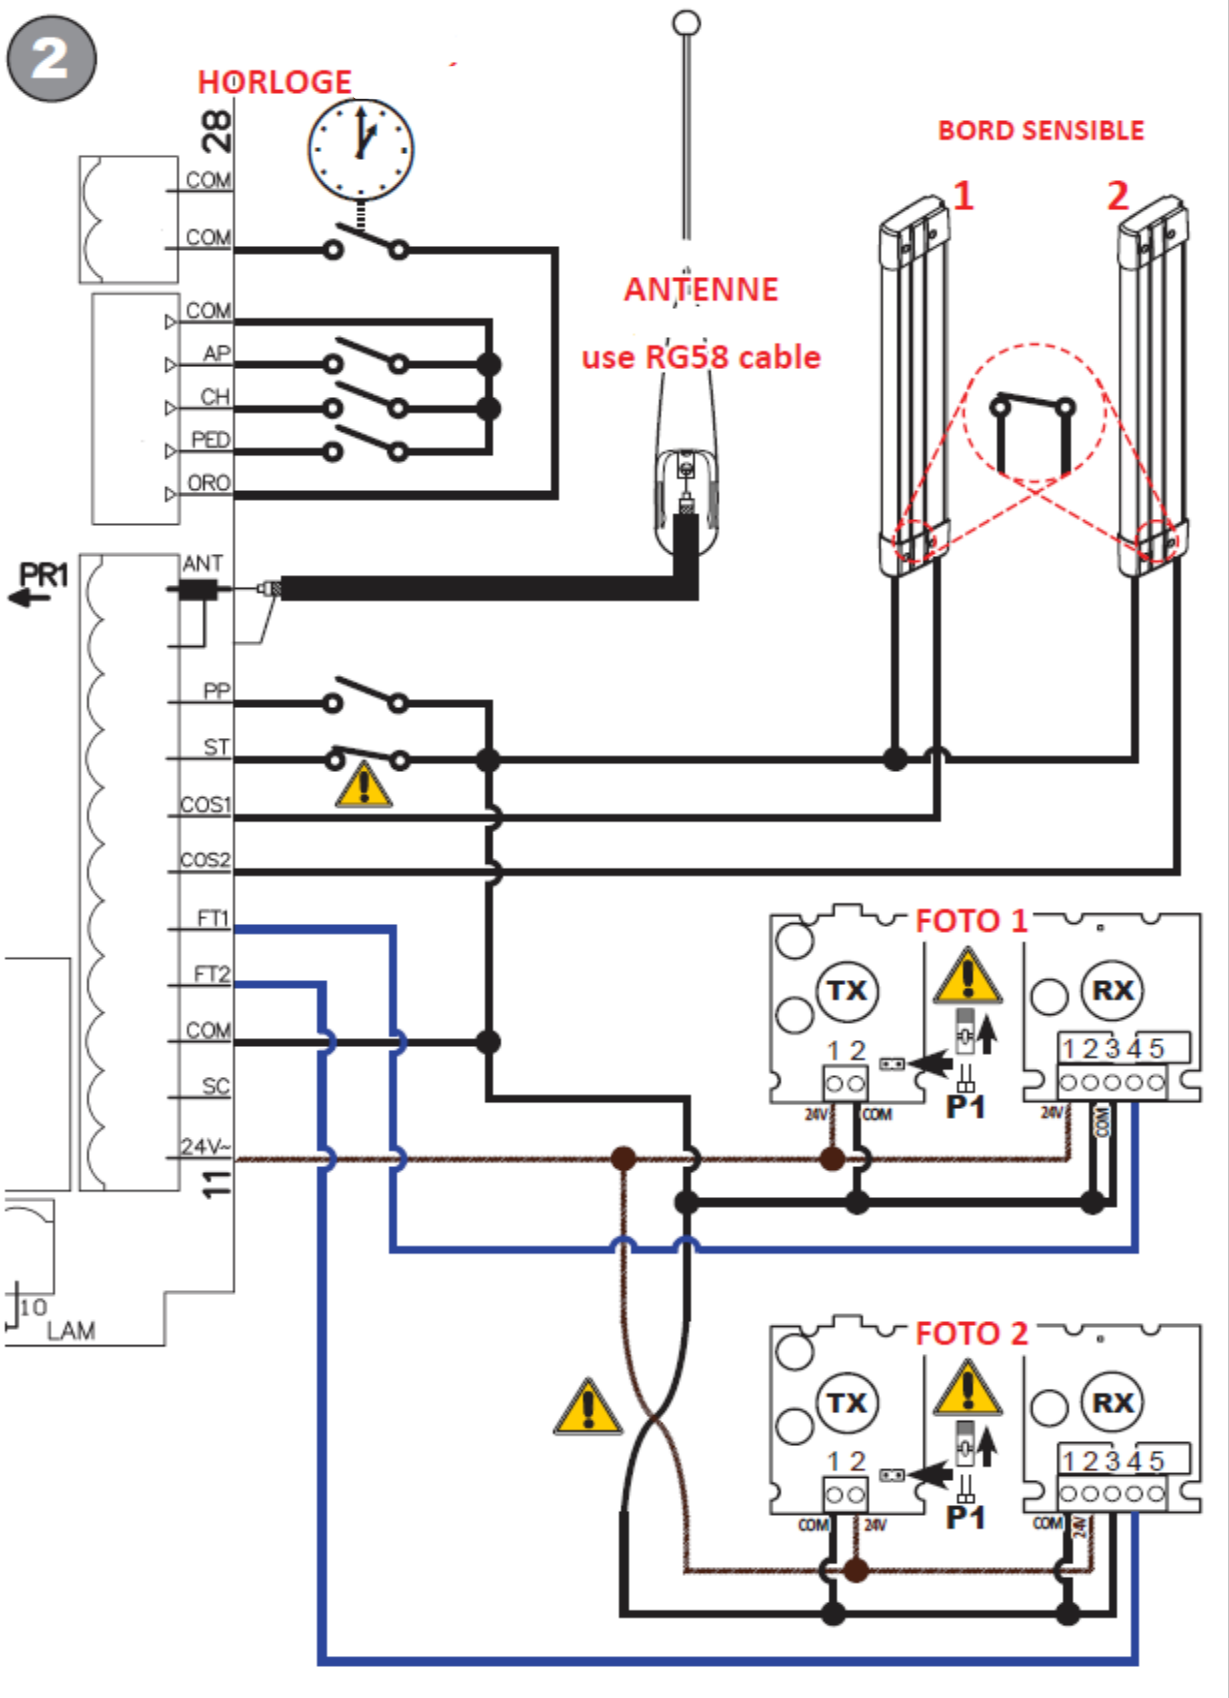 2
HORLOGE
28
COM
COM
COM
AP
CH
PED
ORO
BORD SENSIBLE
1
2
ANTENNE
use RG58 cable
PR1
ANT
PP
ST
COS1
COS2
FT1
FT2
COM
SC
24V~
11
10
LAM
FOTO 1
TX
RX
1 2
1 2 3 4 5
24V
COM
P1
24V
COM
FOTO 2
TX
RX
1 2
1 2 3 4 5
COM
24V
P1
COM
24V